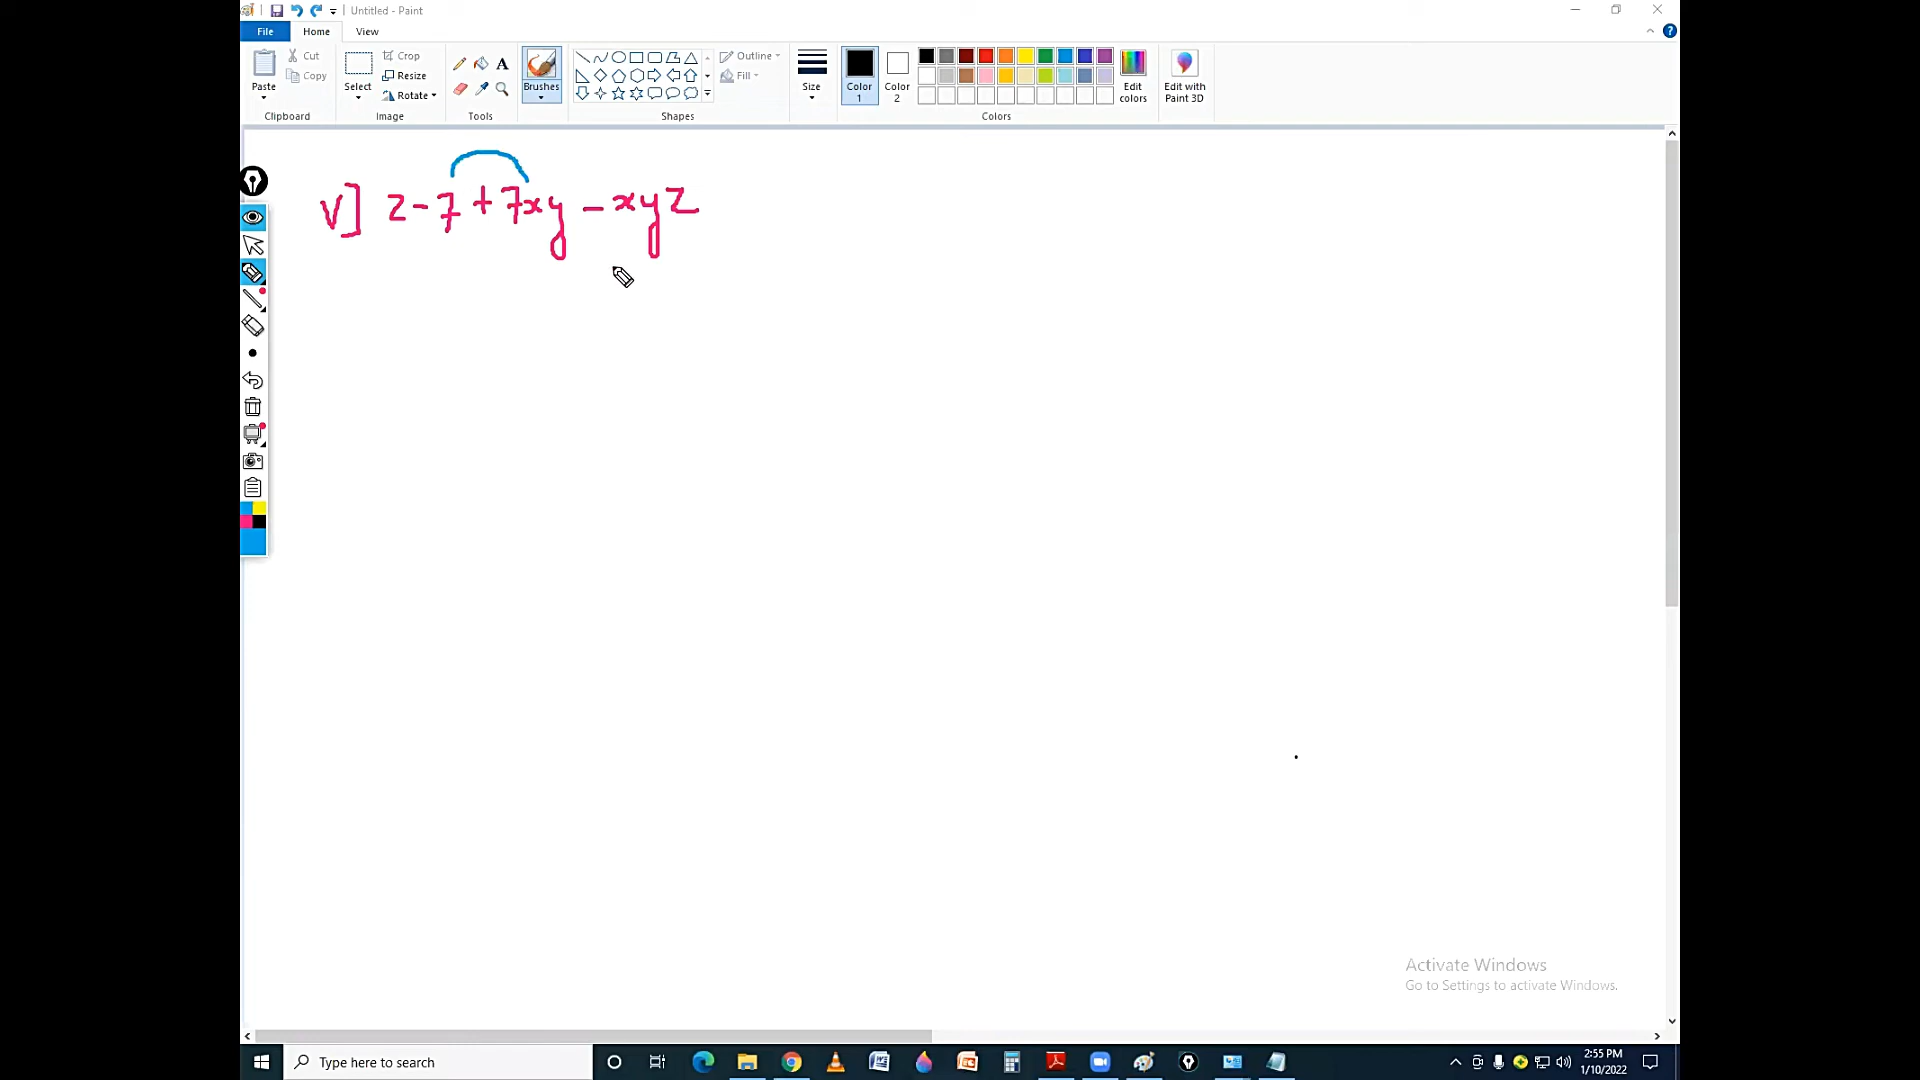 Untitled - Paint
File Home View
Paste
Cut
Copy
Clipboard
Select
Crop
Resize
Rotate
Image
Tools
Brushes
Shapes
Outline
Fill
Size
Color 1
Color 2
Colors
Edit colors
Edit with Paint 3D
V] z - 7 + 7xy - xyz
Activate Windows
Go to Settings to activate Windows.
Type here to search
2:55 PM
1/10/2022